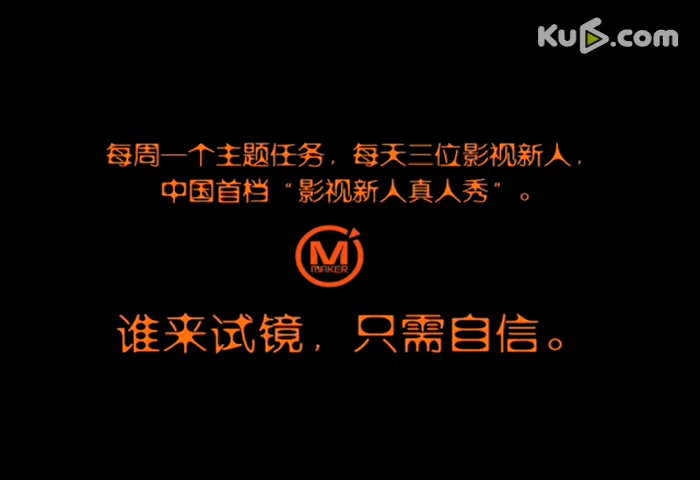 Ku6.com
每周一个主题任务，每天三位影视新人，
中国首档“影视新人真人秀”。
M
MAKER
谁来试镜，只需自信。